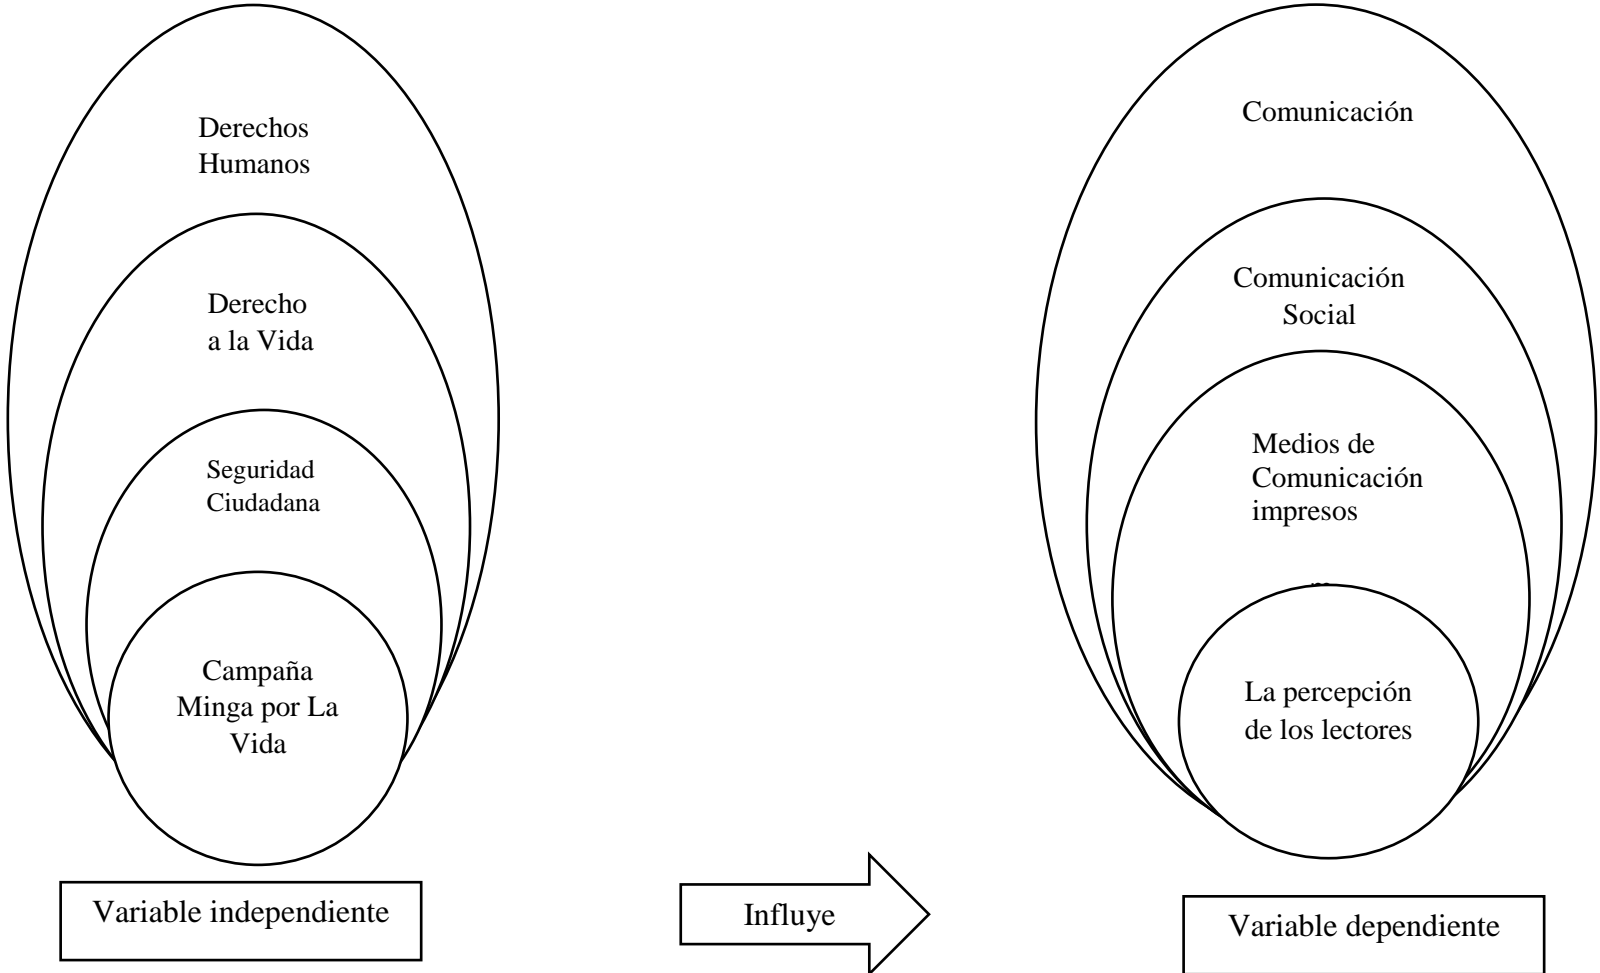 Derechos
Humanos
Derecho
a la Vida
Seguridad
Ciudadana
Campaña
Minga por La
Vida
Variable independiente
Influye
Comunicación
Comunicación
Social
Medios de
Comunicación
impresos
La percepción
de los lectores
Variable dependiente